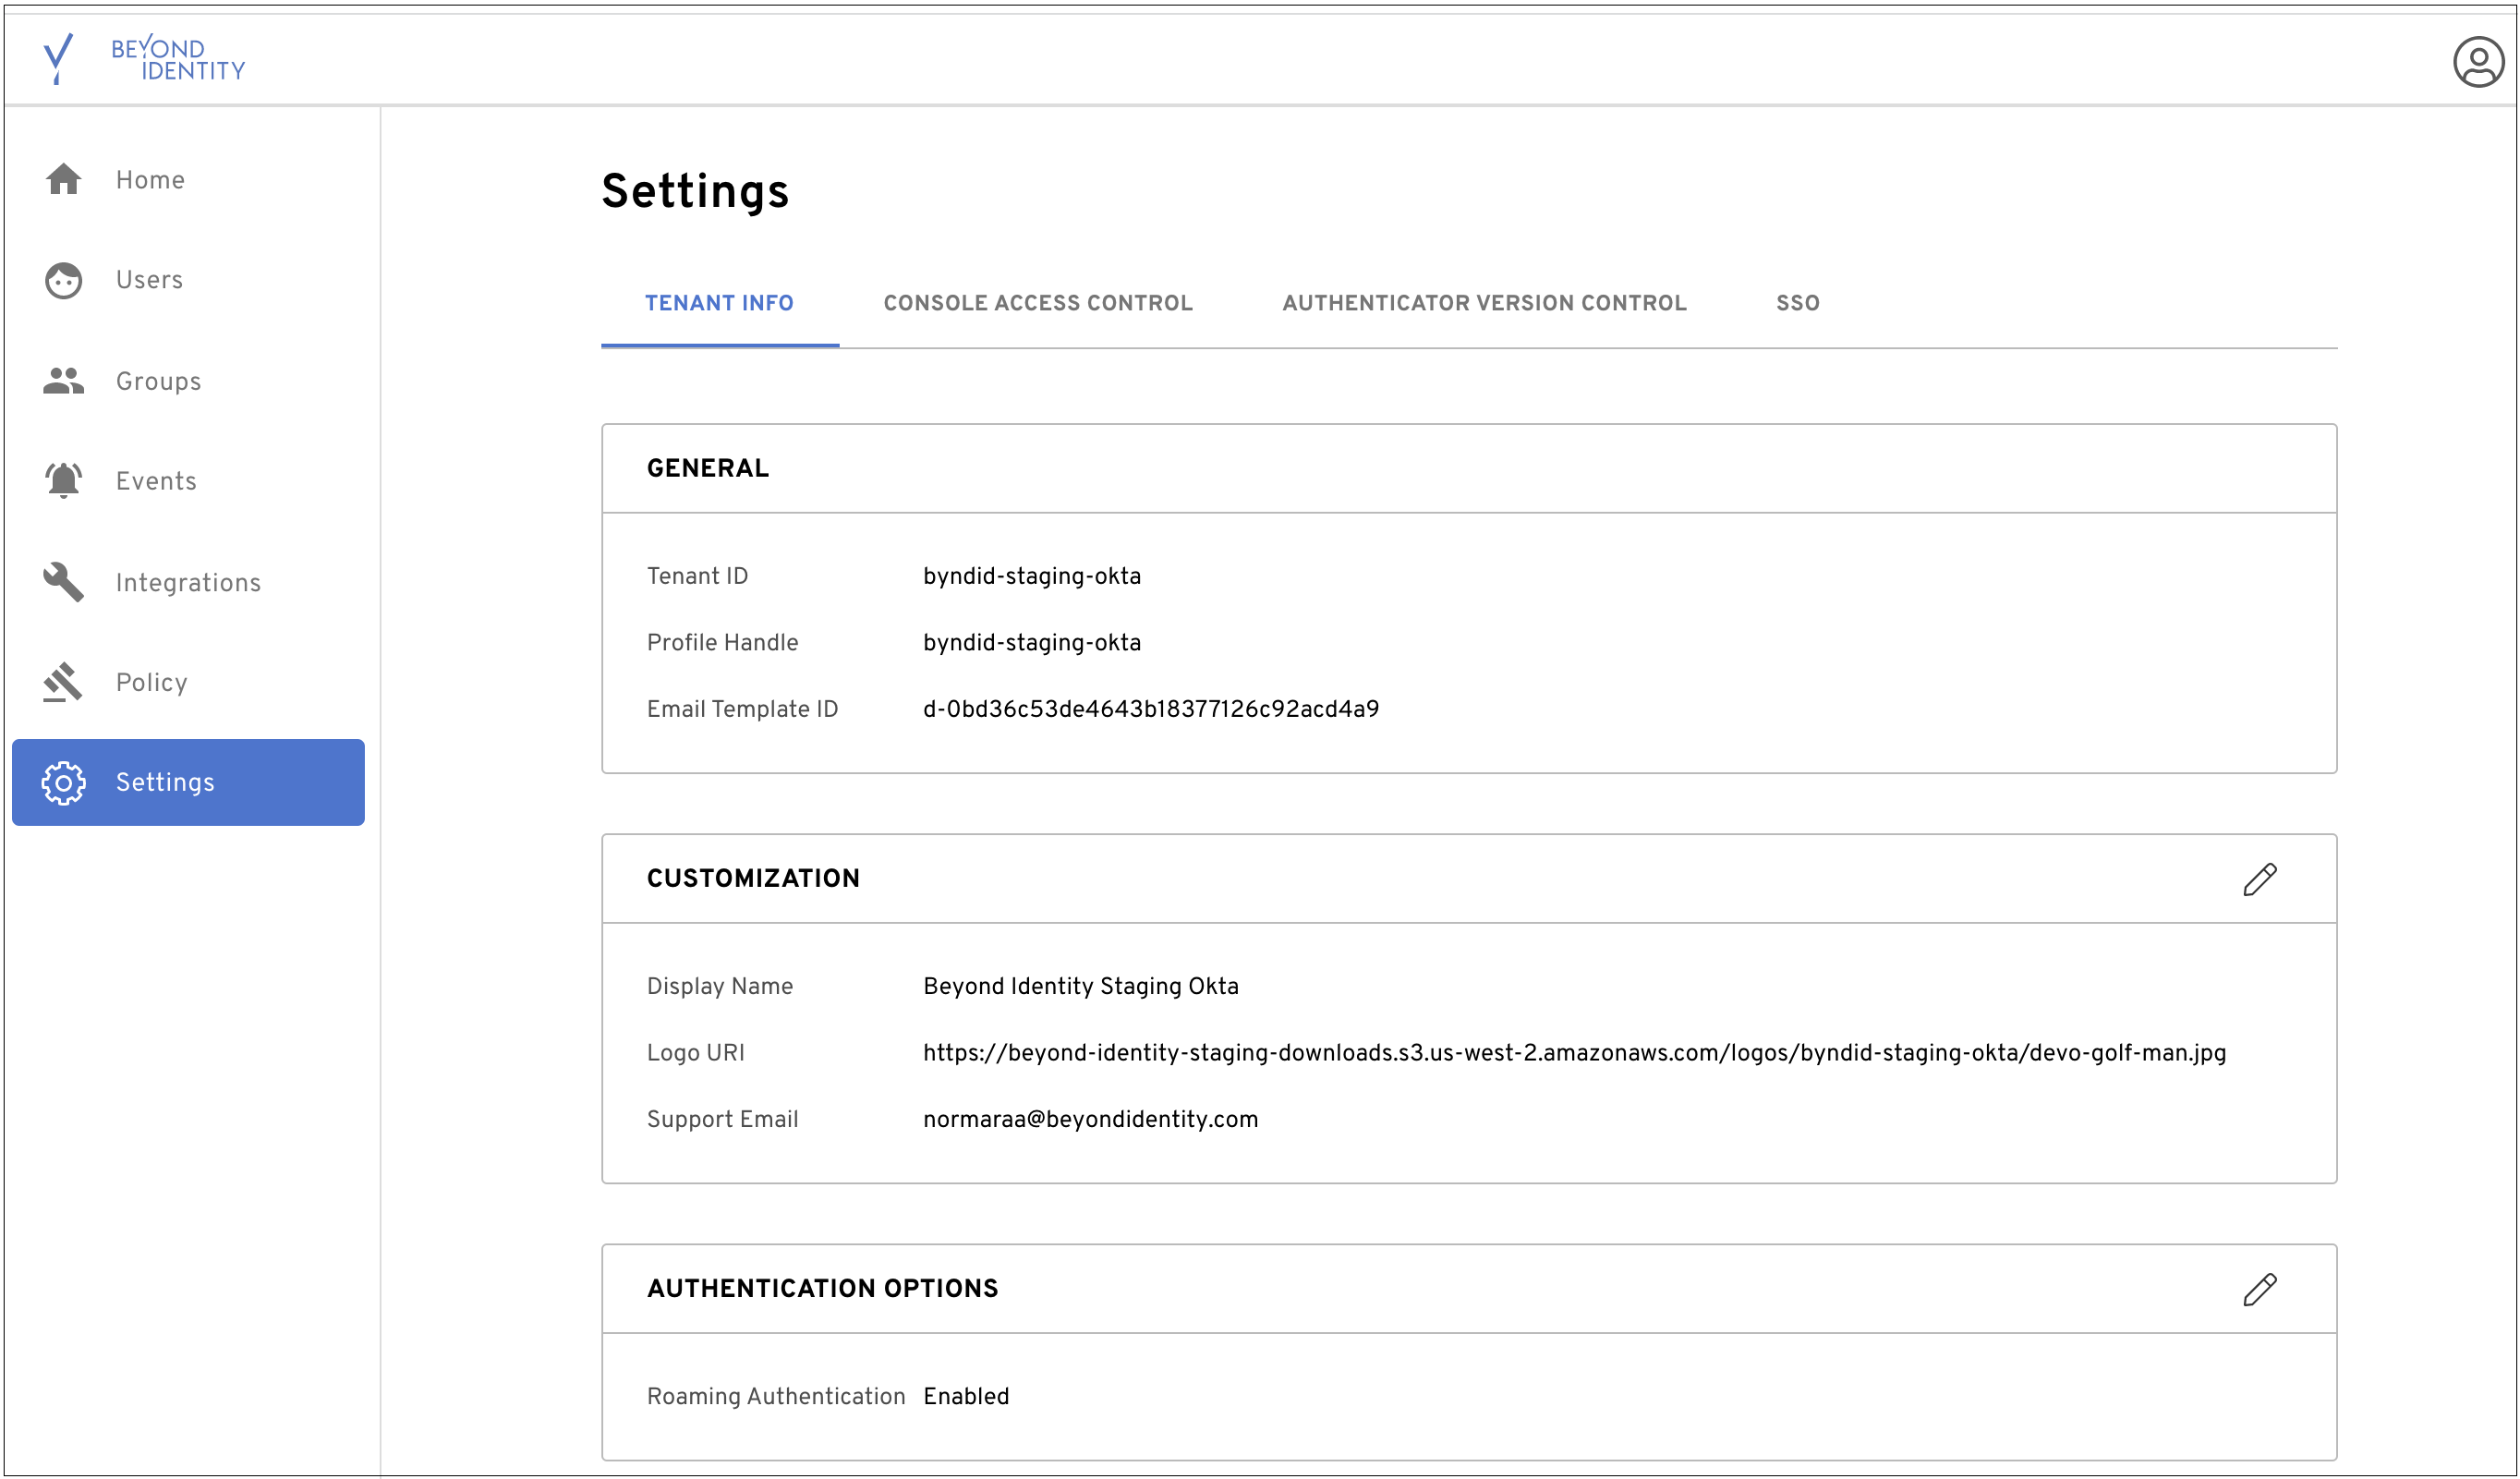 BEYOND
IDENTITY
Home
Users
Groups
Events
Integrations
Policy
Settings
Settings
TENANT INFO CONSOLE ACCESS CONTROL AUTHENTICATOR VERSION CONTROL SSO
GENERAL
Tenant ID byndid-staging-okta
Profile Handle byndid-staging-okta
Email Template ID d-0bd36c53de4643b18377126c92acd4a9
CUSTOMIZATION
Display Name Beyond Identity Staging Okta
Logo URI https://beyond-identity-staging-downloads.s3.us-west-2.amazonaws.com/logos/byndid-staging-okta/devo-golf-man.jpg
Support Email normaraa@beyondidentity.com
AUTHENTICATION OPTIONS
Roaming Authentication Enabled